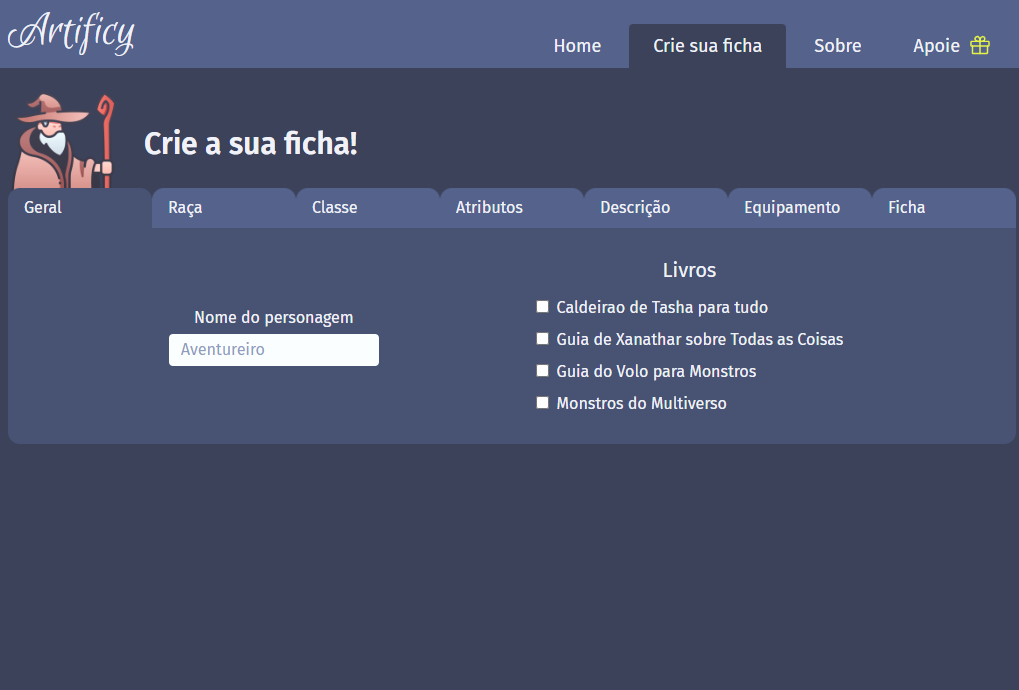 Artificy
Home Crie sua ficha Sobre Apoie
Crie a sua ficha!
Geral Raça Classe Atributos Descrição Equipamento Ficha
Livros
Nome do personagem
Aventureiro
Caldeirao de Tasha para tudo
Guia de Xanathar sobre Todas as Coisas
Guia do Volo para Monstros
Monstros do Multiverso